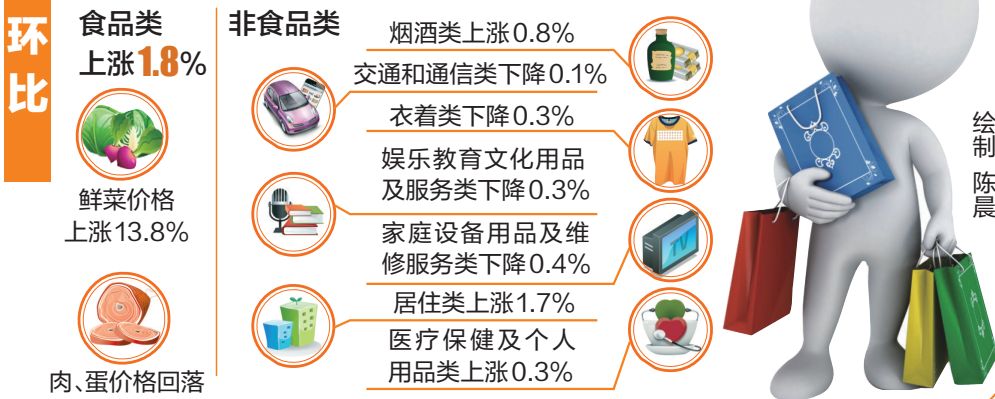 环比
食品类
上涨1.8%
鲜菜价格
上涨13.8%
肉、蛋价格回落
非食品类
烟酒类上涨0.8%
交通和通信类下降0.1%
衣着类下降0.3%
娱乐教育文化用品
及服务类下降0.3%
家庭设备用品及维
修服务类下降0.4%
TV
居住类上涨1.7%
医疗保健及个人
用品类上涨0.3%
绘制 陈晨